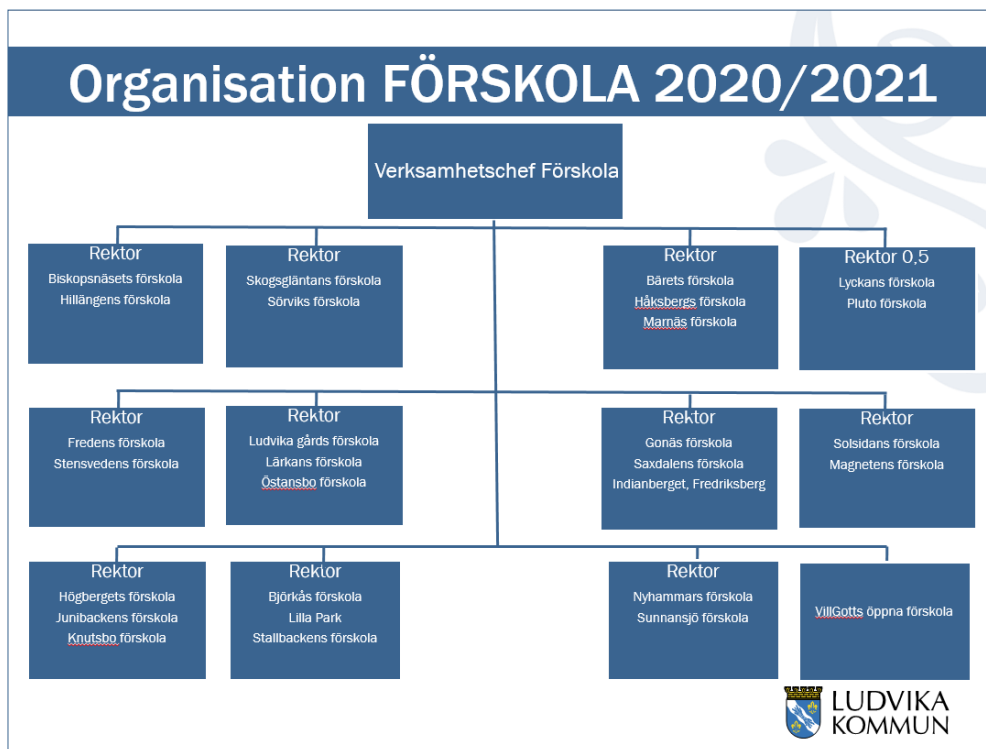 Organisation FÖRSKOLA 2020/2021
Verksamhetschef Förskola
Rektor
Biskopsnäsets förskola
Hillängens förskola
Rektor
Skogsgläntans förskola
Sörviks förskola
Rektor
Bärets förskola
Håksbergs förskola
Marnäs förskola
Rektor 0,5
Lyckans förskola
Pluto förskola
Rektor
Fredens förskola
Stensvedens förskola
Rektor
Ludvika gårds förskola
Lärkans förskola
Östansbo förskola
Rektor
Gonäs förskola
Saxdalens förskola
Indianberget, Fredriksberg
Rektor
Solsidans förskola
Magnetens förskola
Rektor
Högbergets förskola
Junibackens förskola
Knutsbo förskola
Rektor
Björkås förskola
Lilla Park
Stallbackens förskola
Rektor
Nyhammars förskola
Sunnansjö förskola
VillGotts öppna förskola
LUDVIKA
KOMMUN